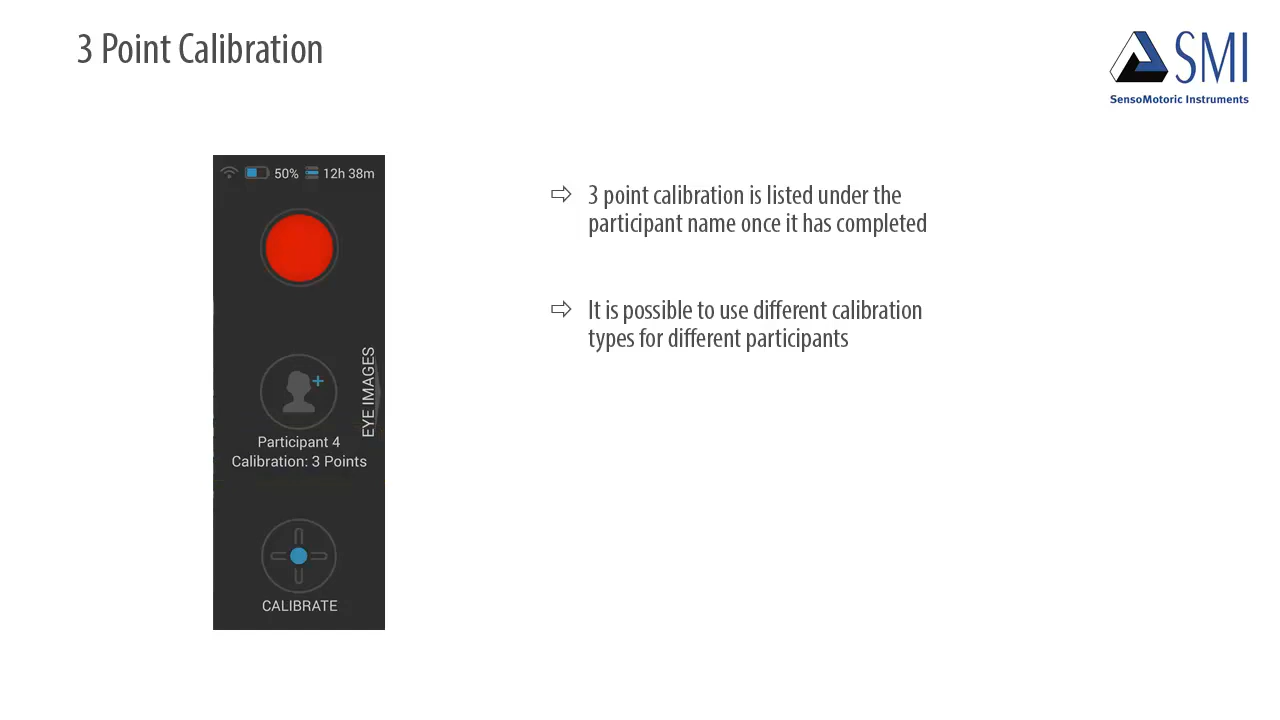 3 Point Calibration
SMI
SensoMotoric Instruments
50% 12h 38m
EYE IMAGES
Participant 4
Calibration: 3 Points
CALIBRATE
3 point calibration is listed under the
participant name once it has completed
It is possible to use different calibration
types for different participants